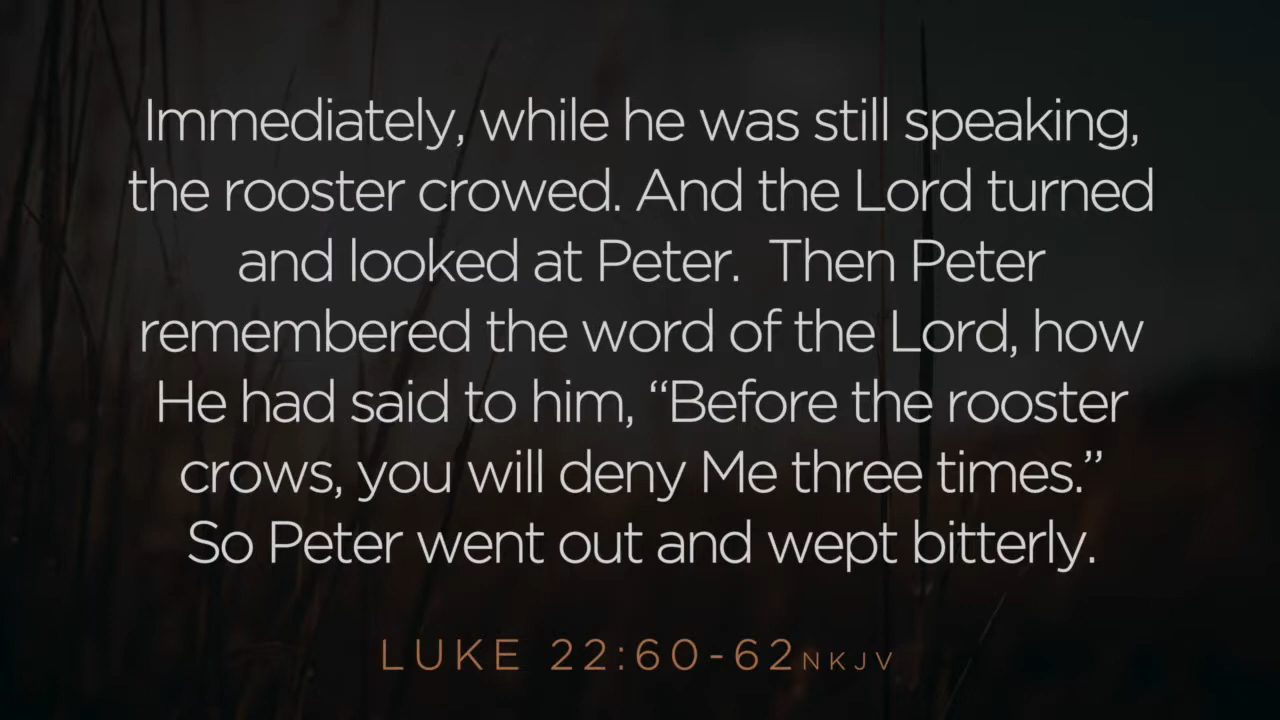 Immediately, while he was still speaking,
the rooster crowed. And the Lord turned
and looked at Peter.  Then Peter
remembered the word of the Lord, how
He had said to him, “Before the rooster
crows, you will deny Me three times.”
So Peter went out and wept bitterly.
LUKE 22:60-62 NKJV